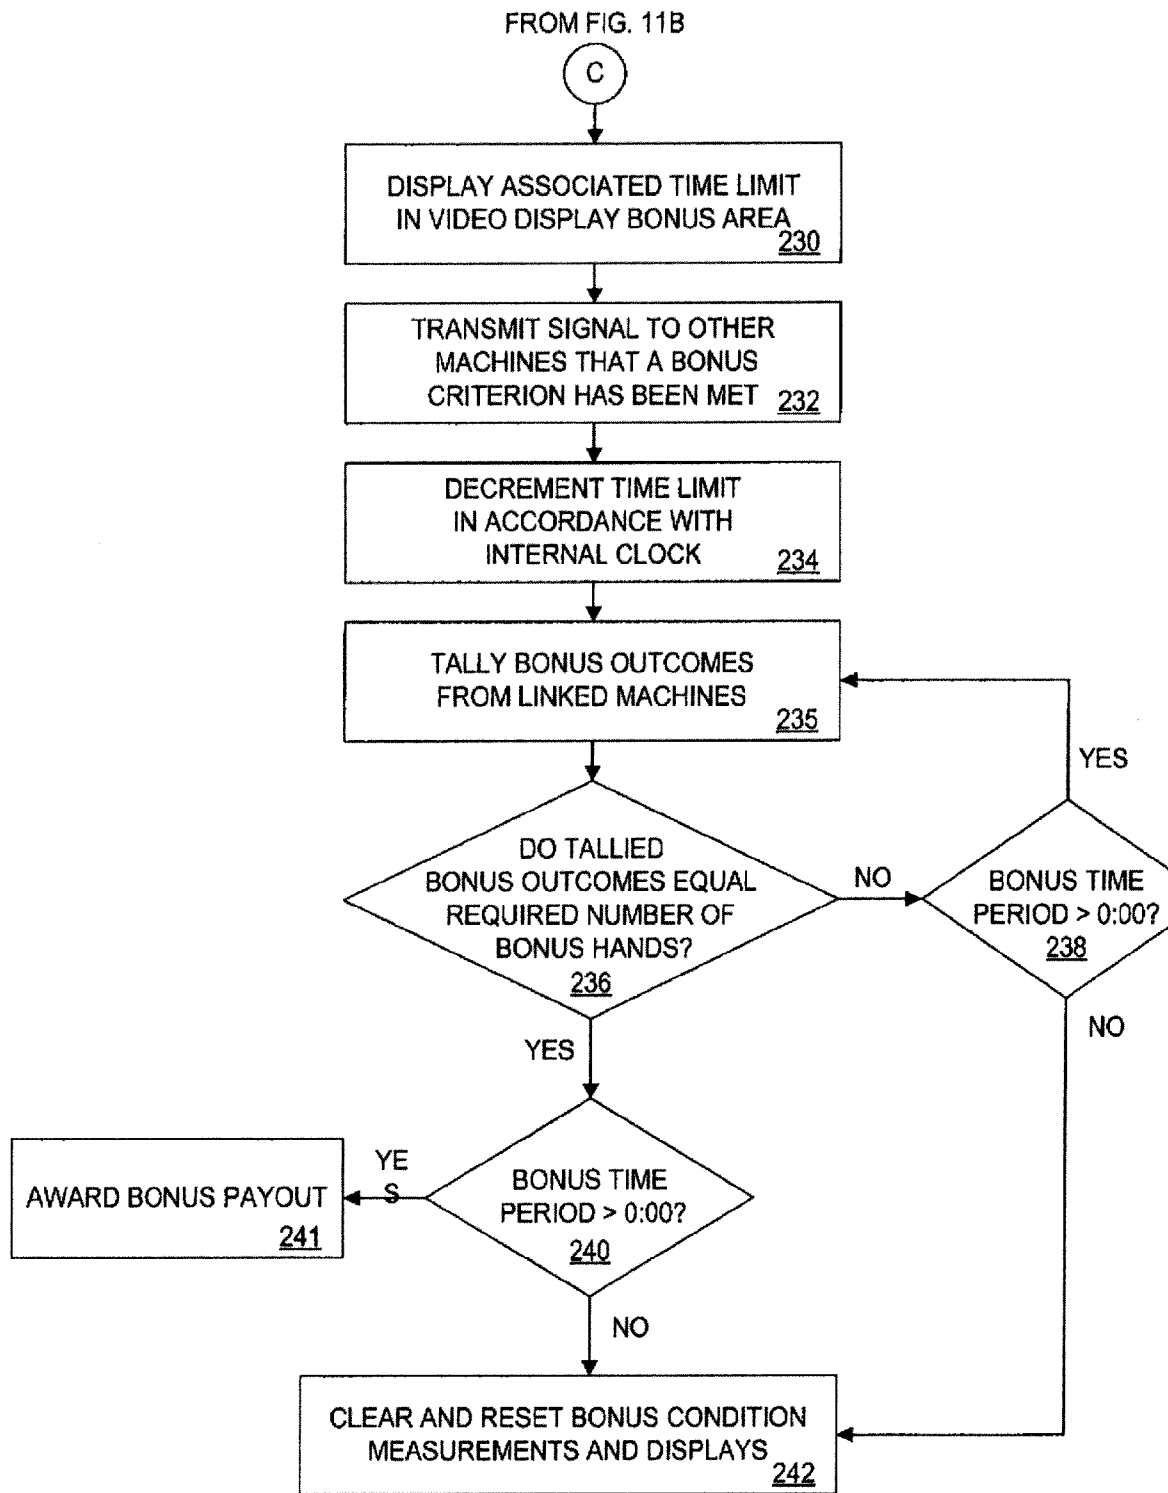 FROM FIG. 11B
C
DISPLAY ASSOCIATED TIME LIMIT
IN VIDEO DISPLAY BONUS AREA
230
TRANSMIT SIGNAL TO OTHER
MACHINES THAT A BONUS
CRITERION HAS BEEN MET
232
DECREMENT TIME LIMIT
IN ACCORDANCE WITH
INTERNAL CLOCK
234
TALLY BONUS OUTCOMES
FROM LINKED MACHINES
235
DO TALLIED
BONUS OUTCOMES EQUAL
REQUIRED NUMBER OF
BONUS HANDS?
236
NO
YES
BONUS TIME
PERIOD > 0:00?
238
NO
YES
BONUS TIME
PERIOD > 0:00?
240
YE
S
AWARD BONUS PAYOUT
241
NO
CLEAR AND RESET BONUS CONDITION
MEASUREMENTS AND DISPLAYS
242